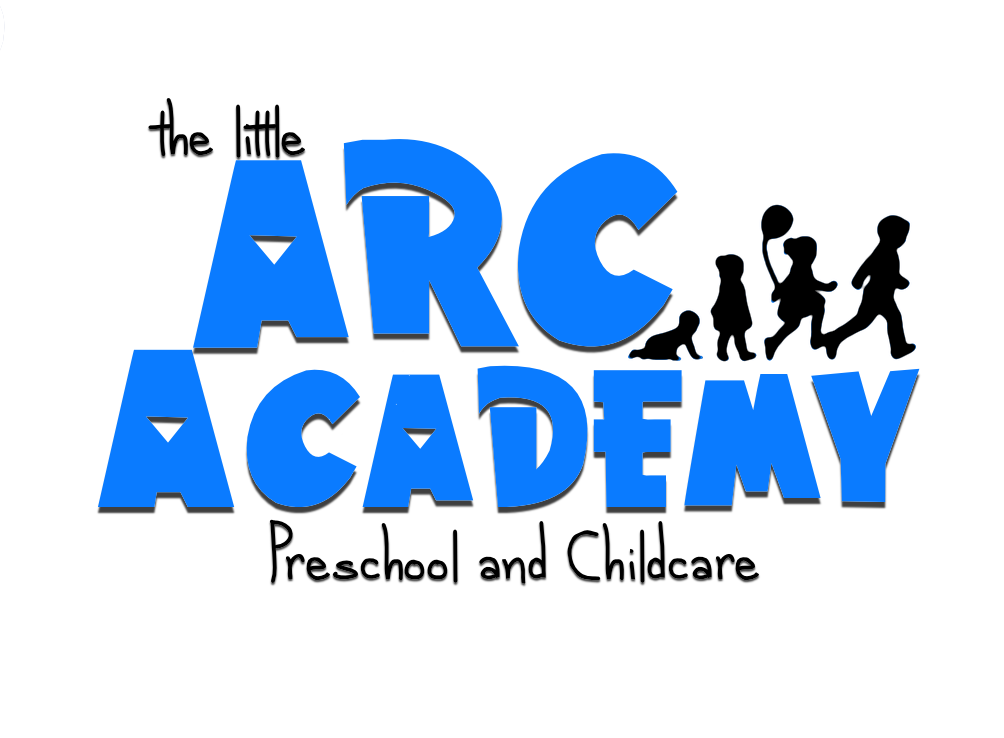 the little
ARC
ACADEMY
Preschool and Childcare